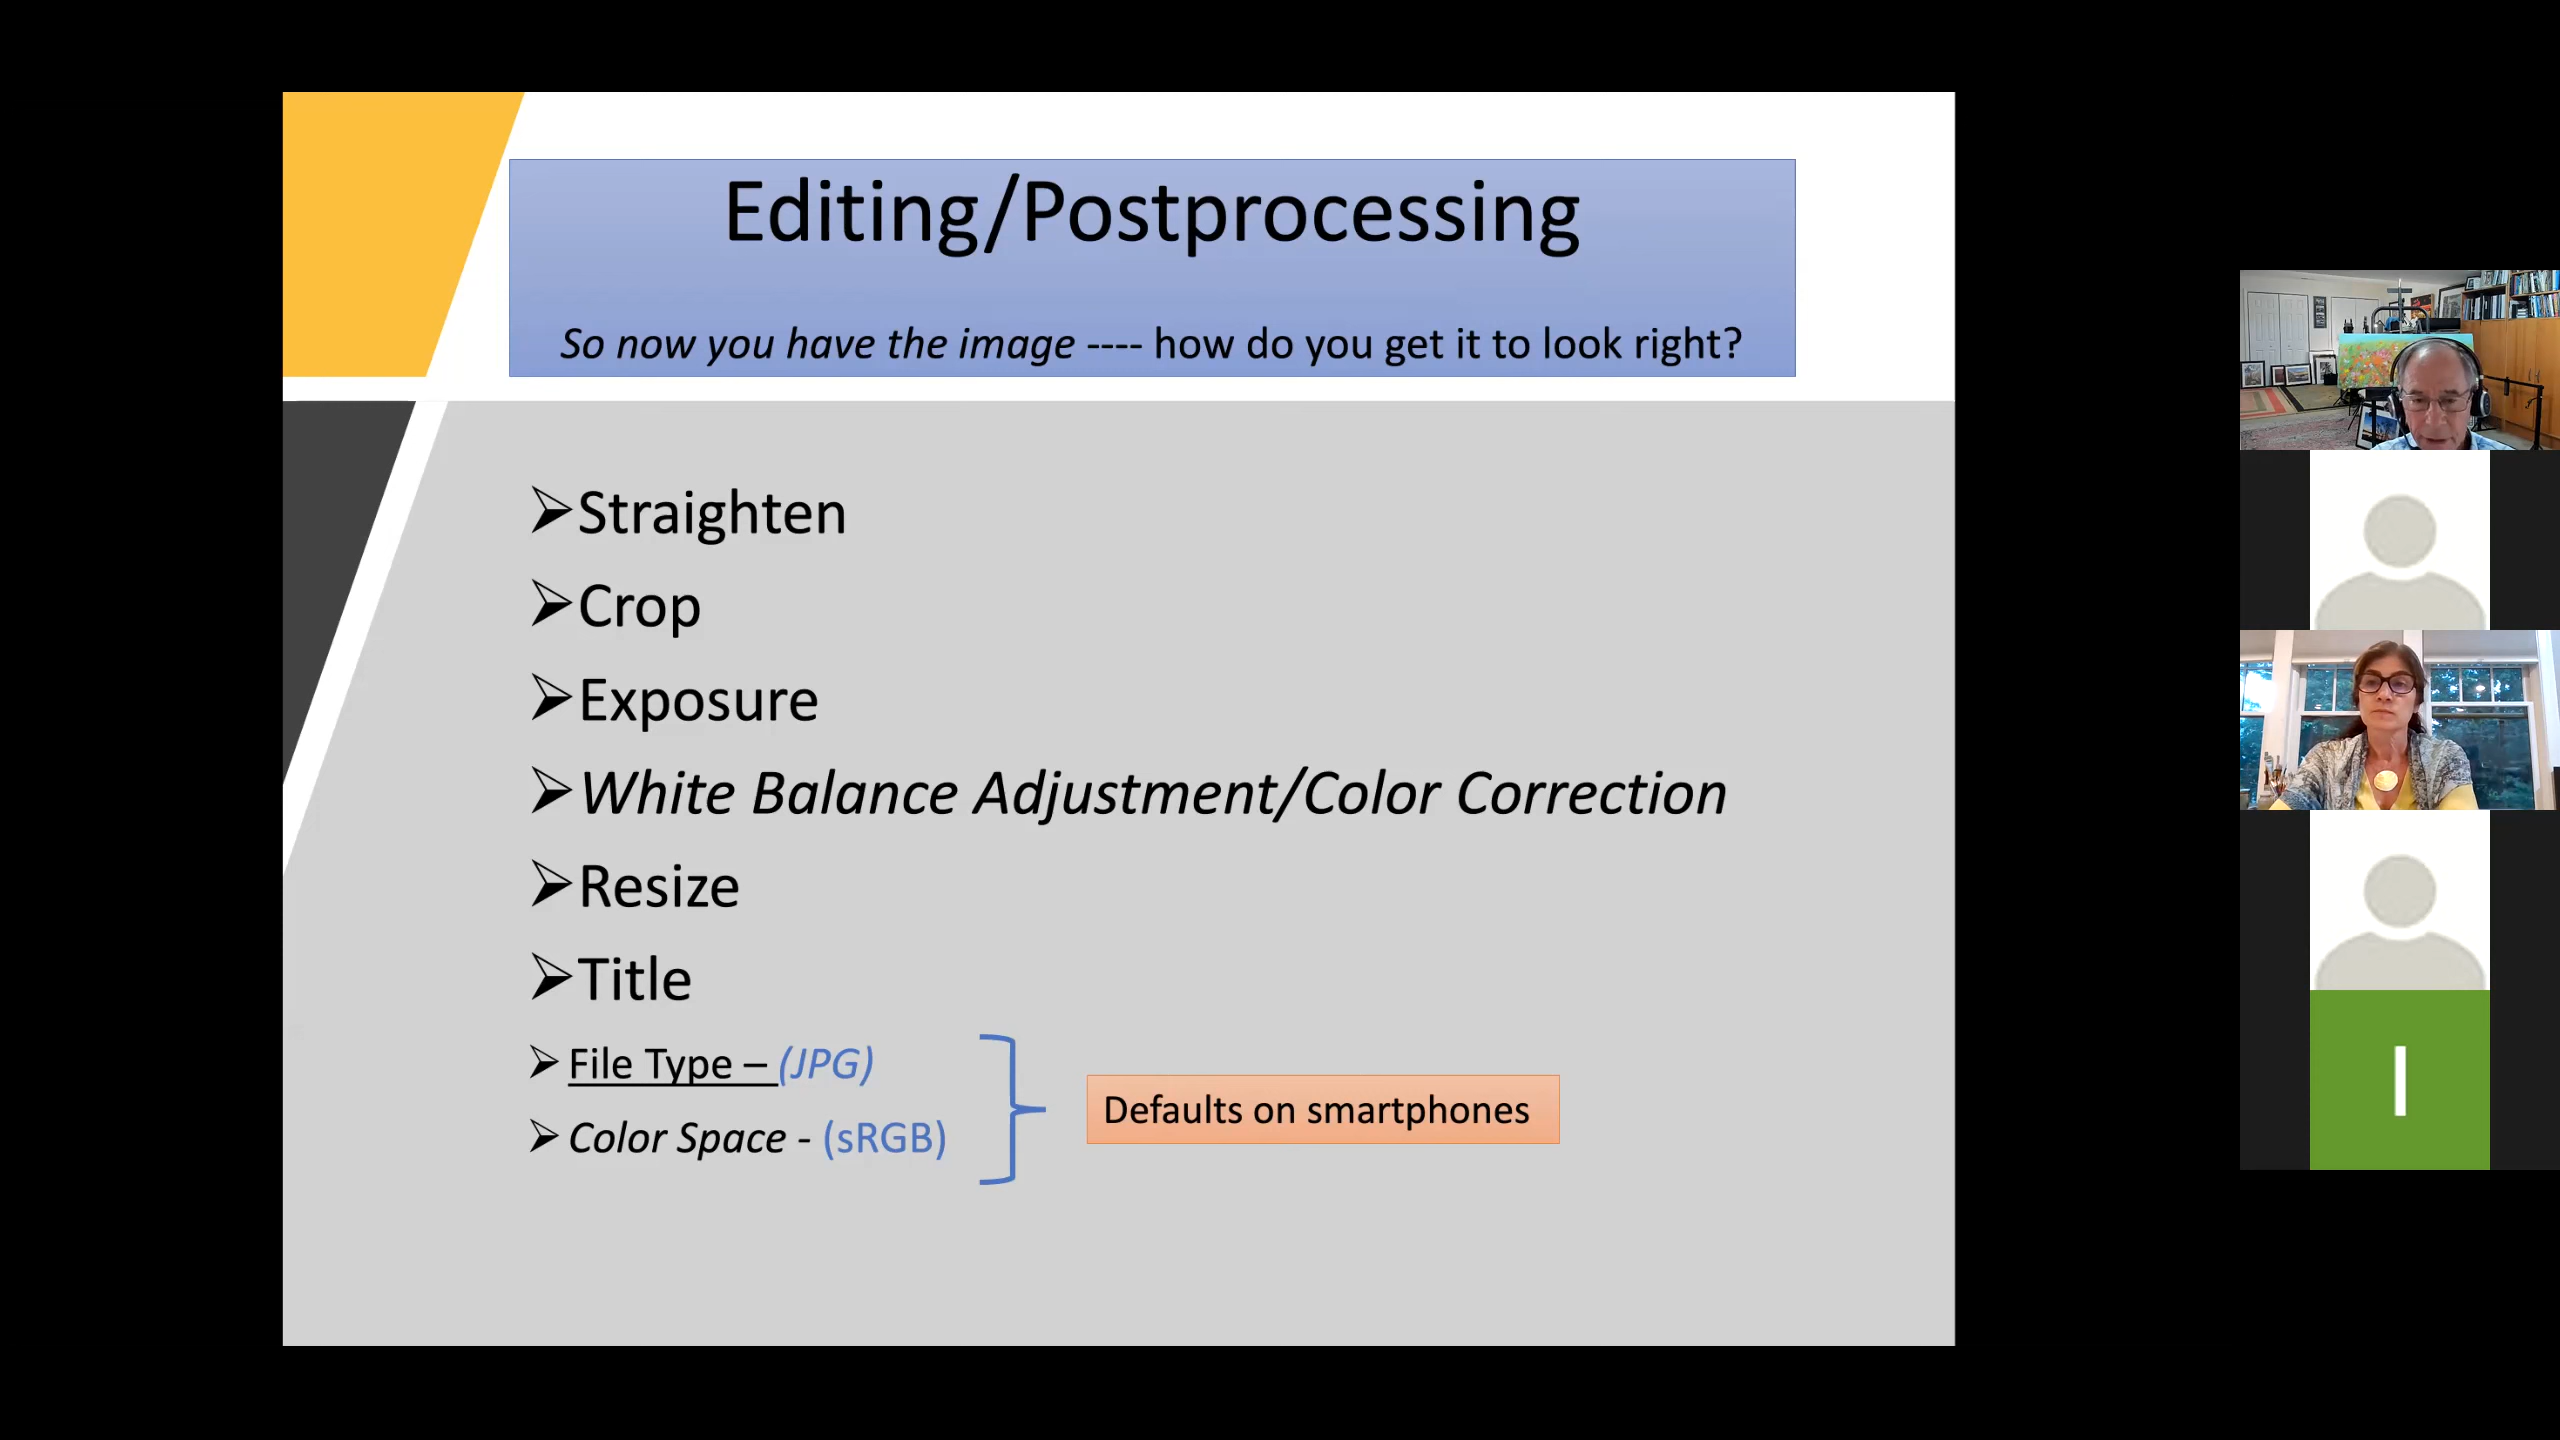 Editing/Postprocessing
So now you have the image ---- how do you get it to look right?
Straighten
Crop
Exposure
White Balance Adjustment/Color Correction
Resize
Title
File Type – (JPG)
Color Space - (sRGB)
Defaults on smartphones
I